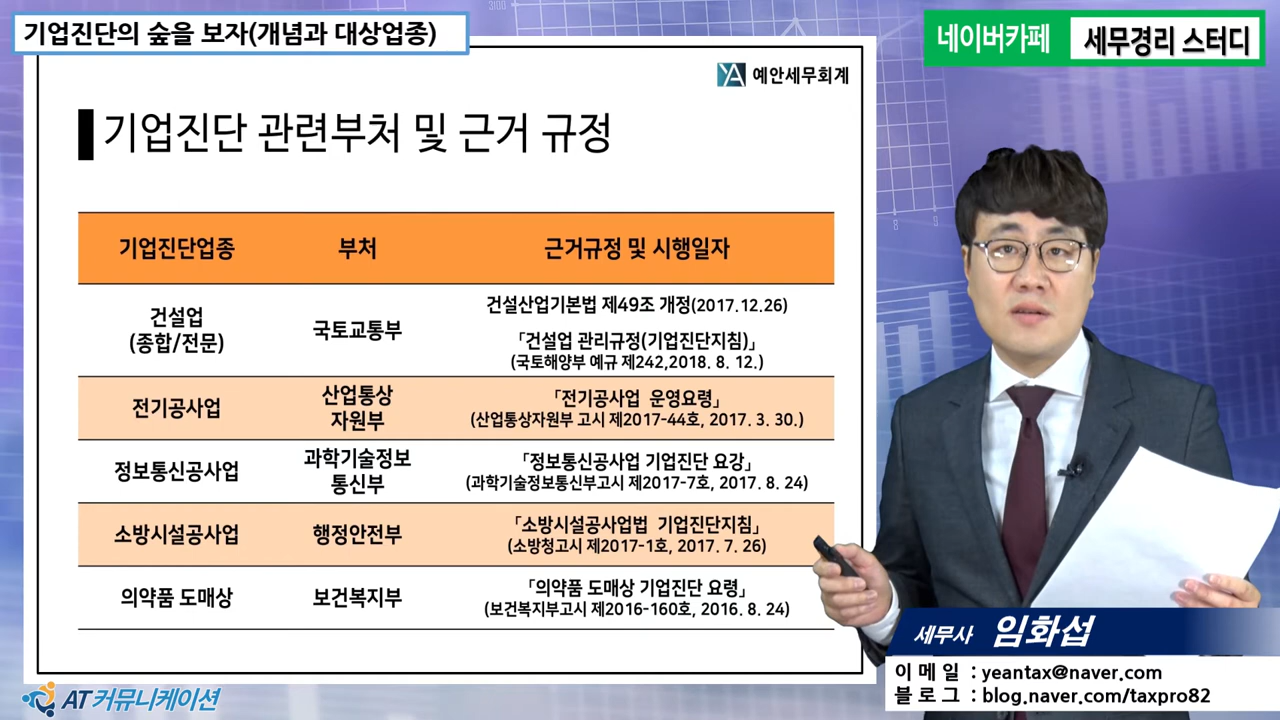 기업진단의 숲을 보자(개념과 대상업종)
네이버카페 세무경리 스터디
YA 예안세무회계
기업진단 관련부처 및 근거 규정
기업진단업종 부처 근거규정 및 시행일자
건설업
(종합/전문)
국토교통부
건설산업기본법 제49조 개정(2017.12.26)
「건설업 관리규정(기업진단지침)」
(국토해양부 예규 제242,2018. 8. 12.)
전기공사업
산업통상
자원부
「전기공사업 운영요령」
(산업통상자원부 고시 제2017-44호, 2017. 3. 30.)
정보통신공사업
과학기술정보
통신부
「정보통신공사업 기업진단 요강」
(과학기술정보통신부고시 제2017-7호, 2017. 8. 24)
소방시설공사업
행정안전부
「소방시설공사업법 기업진단지침」
(소방청고시 제2017-1호, 2017. 7. 26)
의약품 도매상
보건복지부
「의약품 도매상 기업진단 요령」
(보건복지부고시 제2016-160호, 2016. 8. 24)
세무사 임화섭
이 메 일 : yeantax@naver.com
블 로 그 : blog.naver.com/taxpro82
AT커뮤니케이션